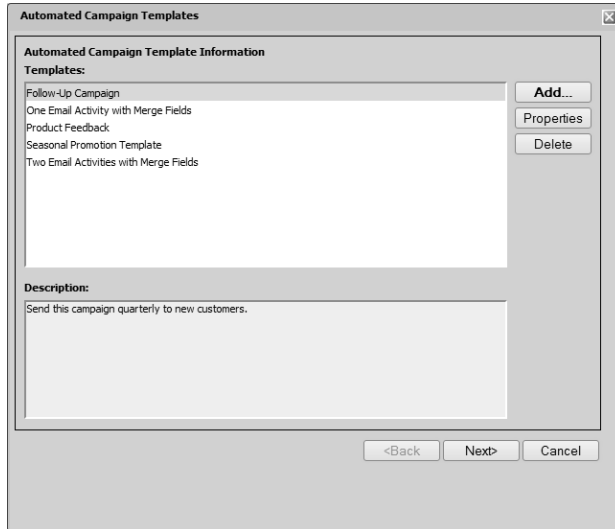 Automated Campaign Templates
Automated Campaign Template Information
Templates:
Follow-Up Campaign
One Email Activity with Merge Fields
Product Feedback
Seasonal Promotion Template
Two Email Activities with Merge Fields
Add...
Properties
Delete
Description:
Send this campaign quarterly to new customers.
<Back
Next>
Cancel